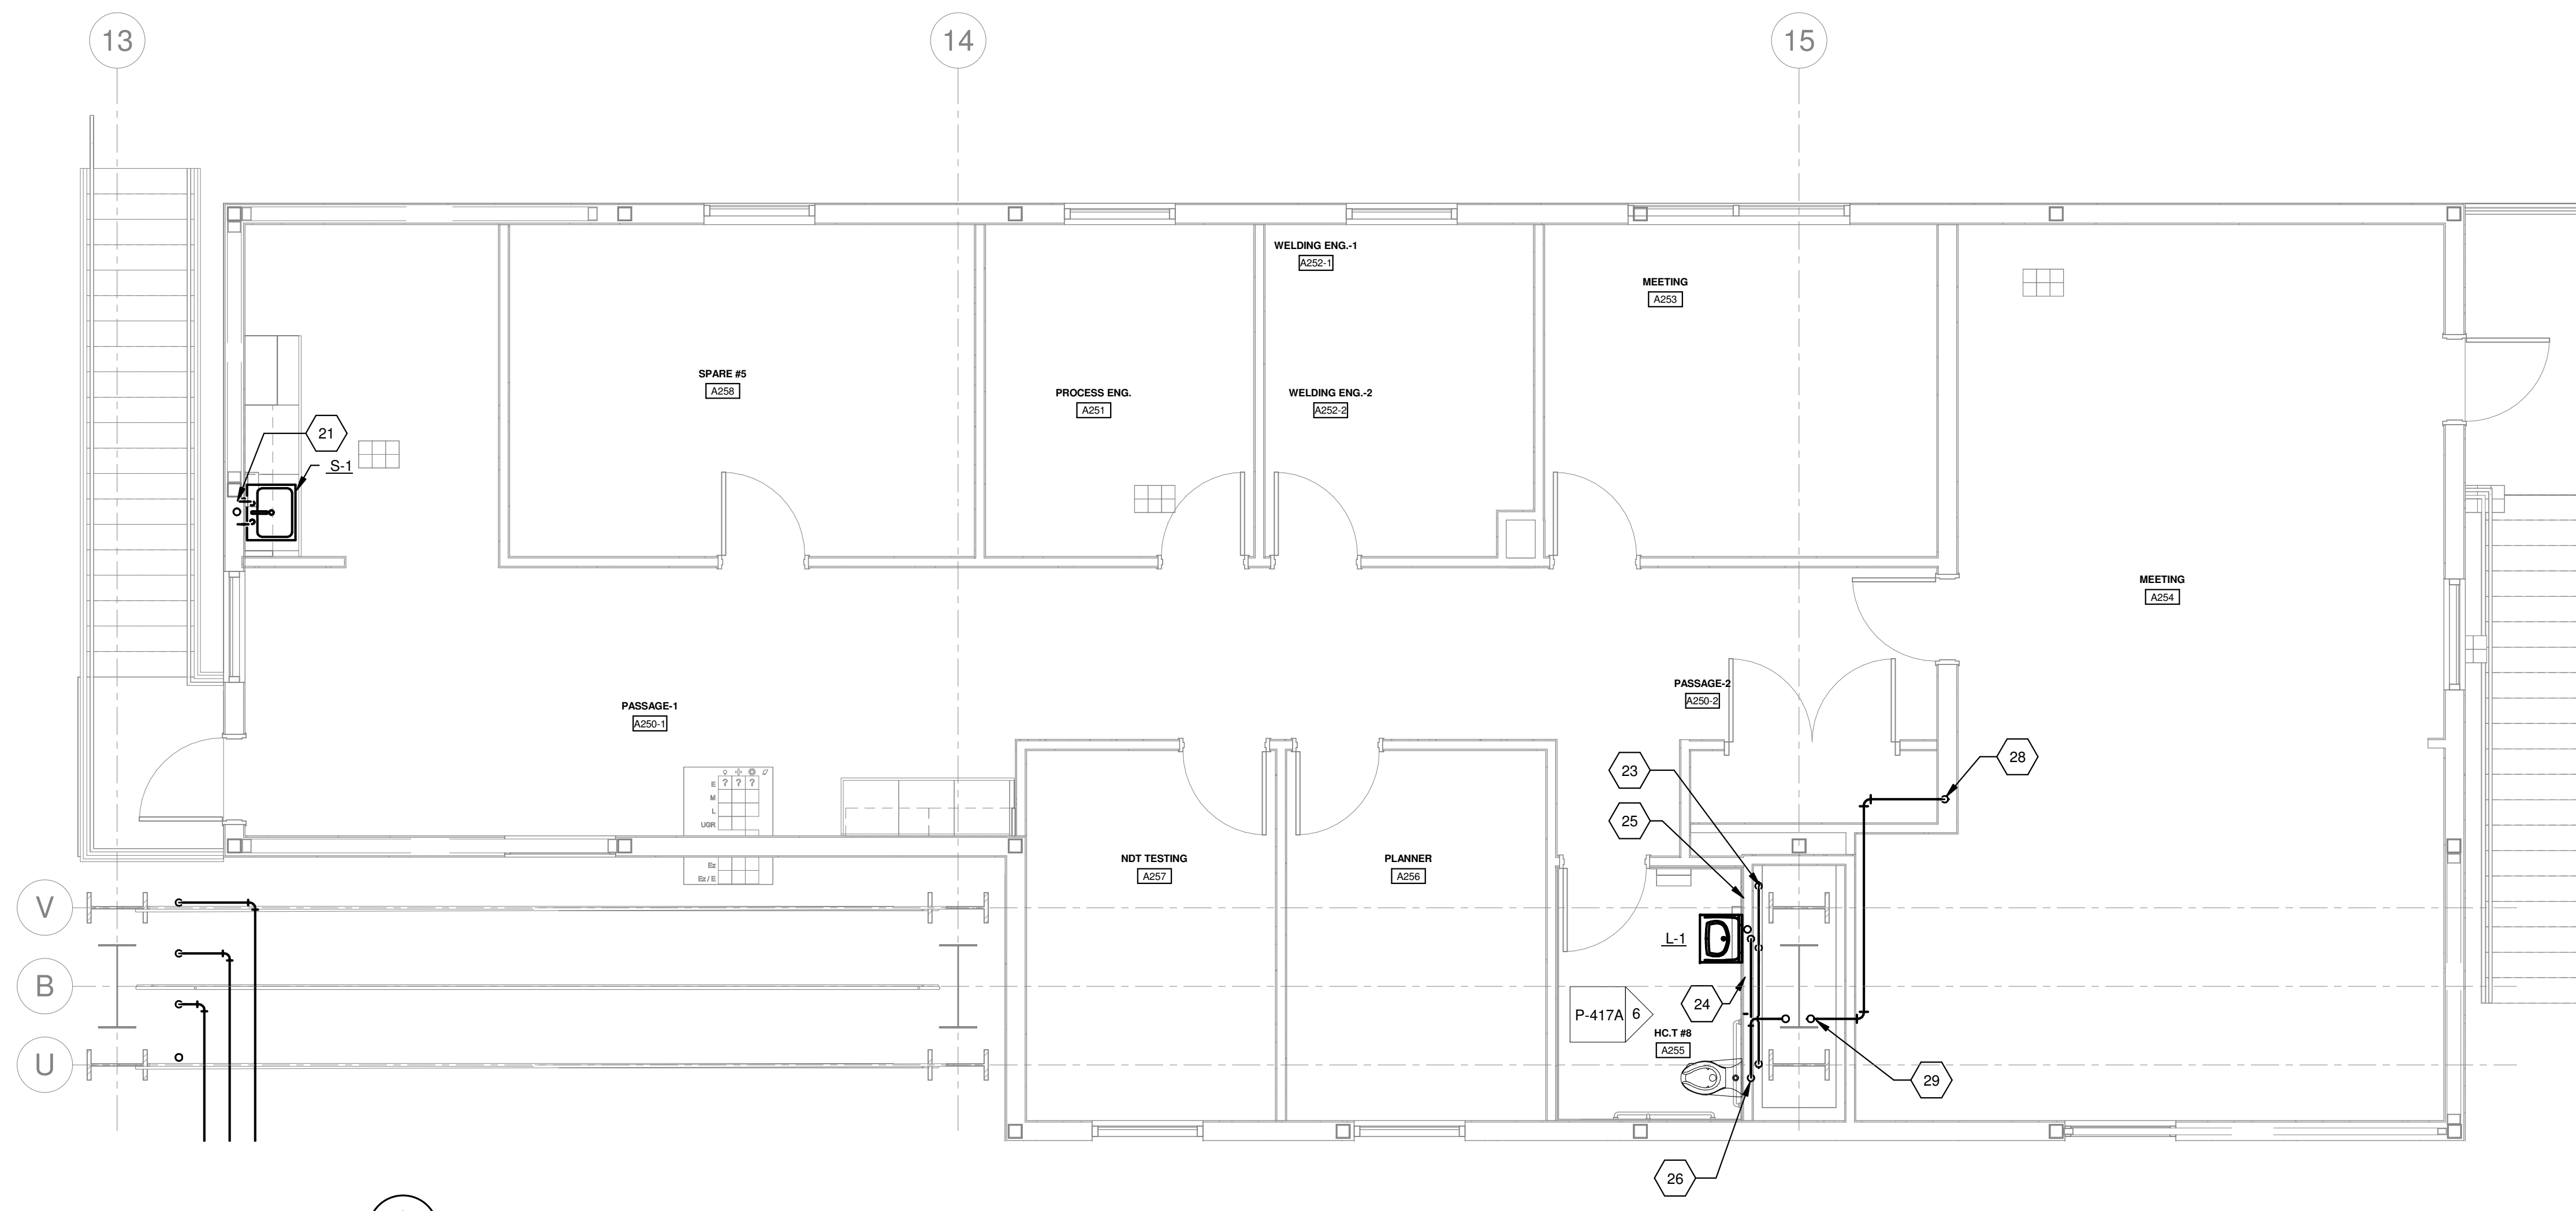 13
14
15
WELDING ENG.-1
A252-1
MEETING
A253
SPARE #5
A258
PROCESS ENG.
A251
WELDING ENG.-2
A252-2
21
S-1
MEETING
A254
PASSAGE-2
A250-2
PASSAGE-1
A250-1
28
23
E ? ? ?
M
L
UGR
25
NDT TESTING
A257
PLANNER
A256
Ez
Ez / E
V
L-1
B
24
P-417A 6
HC.T #8
A255
U
29
26